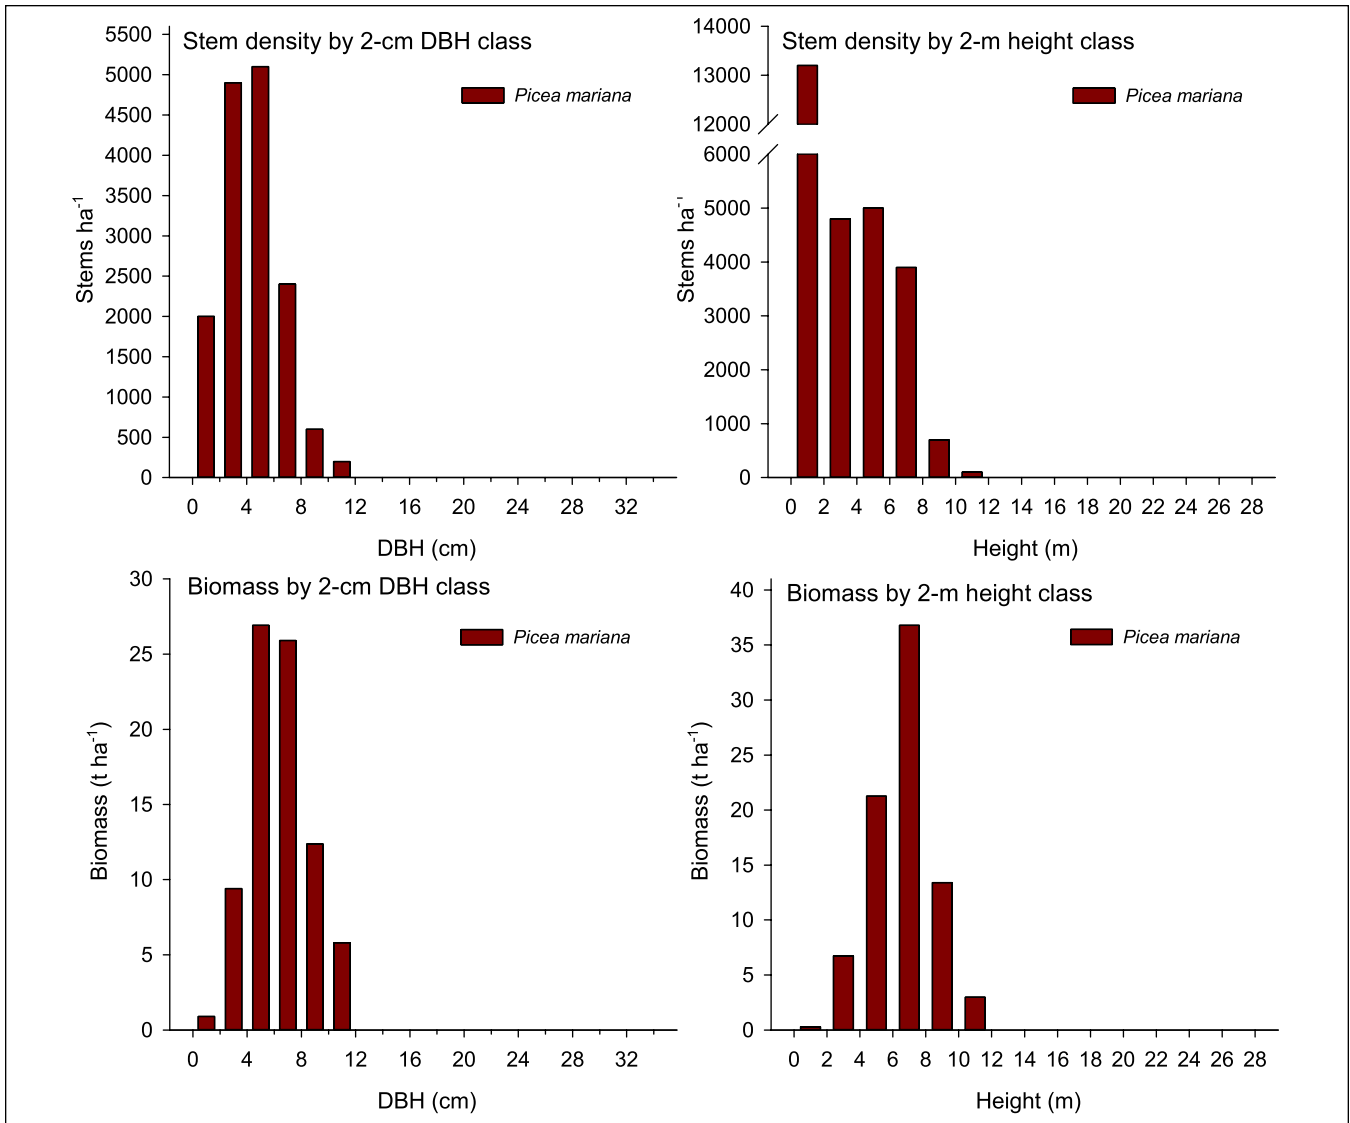 Stem density by 2-cm DBH class
Picea mariana
5500
5000
4500
4000
3500
3000
2500
2000
1500
1000
500
0
Stems ha-1
0 4 8 12 16 20 24 28 32
DBH (cm)
Stem density by 2-m height class
Picea mariana
14000
13000
12000
6000
5000
4000
3000
2000
1000
0
Stems ha-1
0 2 4 6 8 10 12 14 16 18 20 22 24 26 28
Height (m)
Biomass by 2-cm DBH class
Picea mariana
30
25
20
15
10
5
0
Biomass (t ha-1)
0 4 8 12 16 20 24 28 32
DBH (cm)
Biomass by 2-m height class
Picea mariana
40
35
30
25
20
15
10
5
0
Biomass (t ha-1)
0 2 4 6 8 10 12 14 16 18 20 22 24 26 28
Height (m)